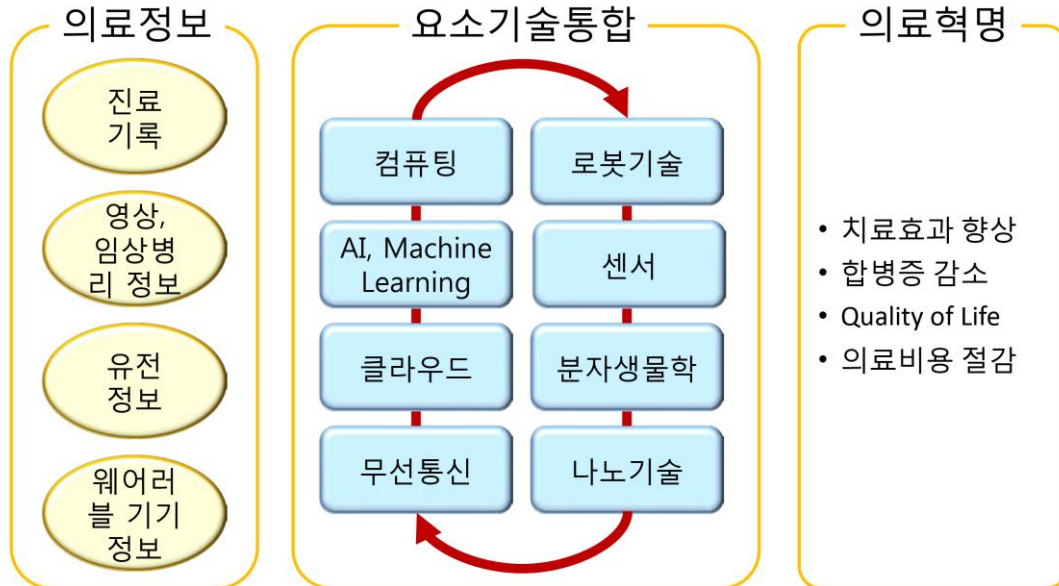 의료정보
진료
기록
영상,
임상병
리 정보
유전
정보
웨어러
블 기기
정보
요소기술통합
컴퓨팅
로봇기술
AI, Machine
Learning
센서
클라우드
분자생물학
무선통신
나노기술
의료혁명
• 치료효과 향상
• 합병증 감소
• Quality of Life
• 의료비용 절감